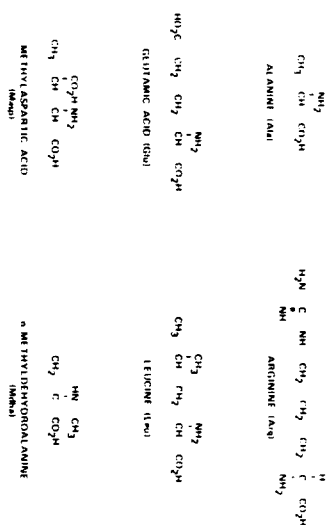 NH₂
CH₃ CH CO₂H
ALANINE (Ala)
H
H₂N C NH CH₂ CH₂ CH₂ C CO₂H
NH NH₂
ARGININE (Arg)
NH₂
HO₂C CH₂ CH₂ CH CO₂H
GLUTAMIC ACID (Glu)
CH₃ NH₂
CH₃ CH CH₂ CH CO₂H
LEUCINE (Leu)
CO₂H NH₂
CH₃ CH CH CO₂H
METHYLASPARTIC ACID
(Masp)
HN CH₃
CH₂ C CO₂H
n METHYLDEHYDROALANINE
(Mdha)